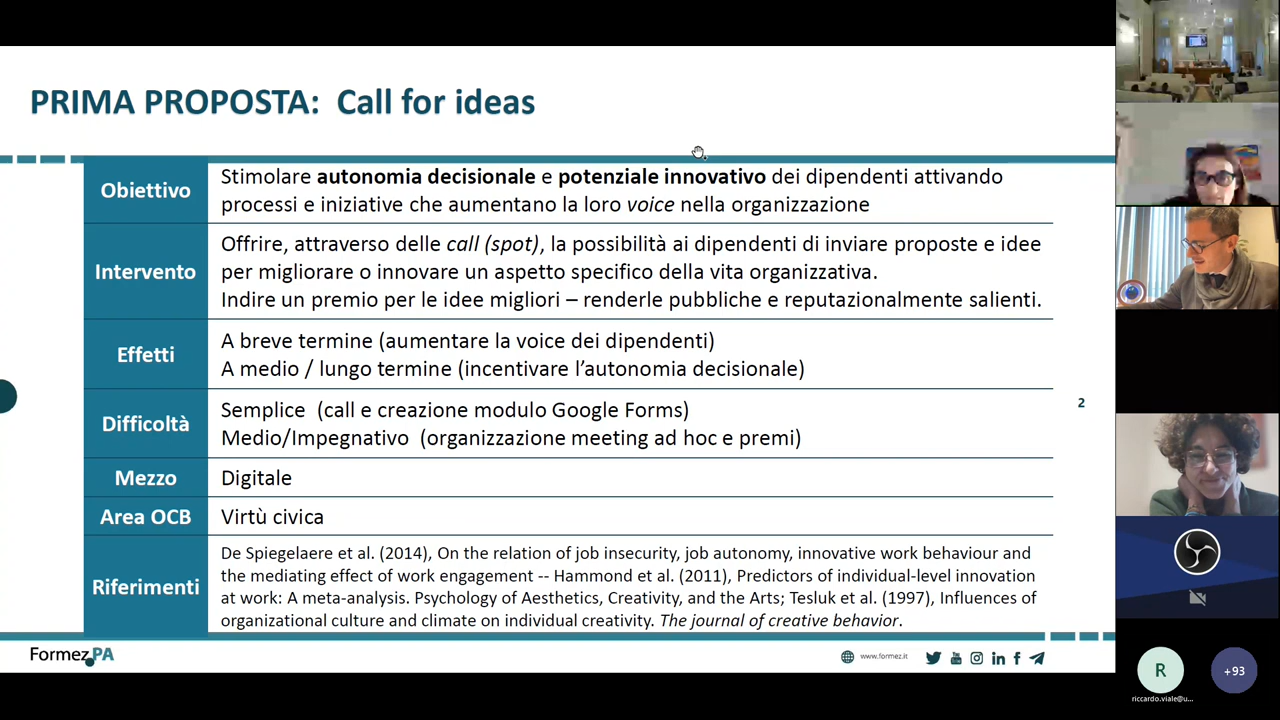 PRIMA PROPOSTA: Call for ideas
Obiettivo
Stimolare autonomia decisionale e potenziale innovativo dei dipendenti attivando
processi e iniziative che aumentano la loro voice nella organizzazione
Intervento
Offrire, attraverso delle call (spot), la possibilità ai dipendenti di inviare proposte e idee
per migliorare o innovare un aspetto specifico della vita organizzativa.
Indire un premio per le idee migliori – renderle pubbliche e reputazionalmente salienti.
Effetti
A breve termine (aumentare la voice dei dipendenti)
A medio / lungo termine (incentivare l’autonomia decisionale)
Difficoltà
Semplice (call e creazione modulo Google Forms)
Medio/Impegnativo (organizzazione meeting ad hoc e premi)
Mezzo
Digitale
Area OCB
Virtù civica
Riferimenti
De Spiegelaere et al. (2014), On the relation of job insecurity, job autonomy, innovative work behaviour and
the mediating effect of work engagement -- Hammond et al. (2011), Predictors of individual-level innovation
at work: A meta-analysis. Psychology of Aesthetics, Creativity, and the Arts; Tesluk et al. (1997), Influences of
organizational culture and climate on individual creativity. The journal of creative behavior.
2
Formez PA
www.formez.it
R
+93
riccardo.viale@u...